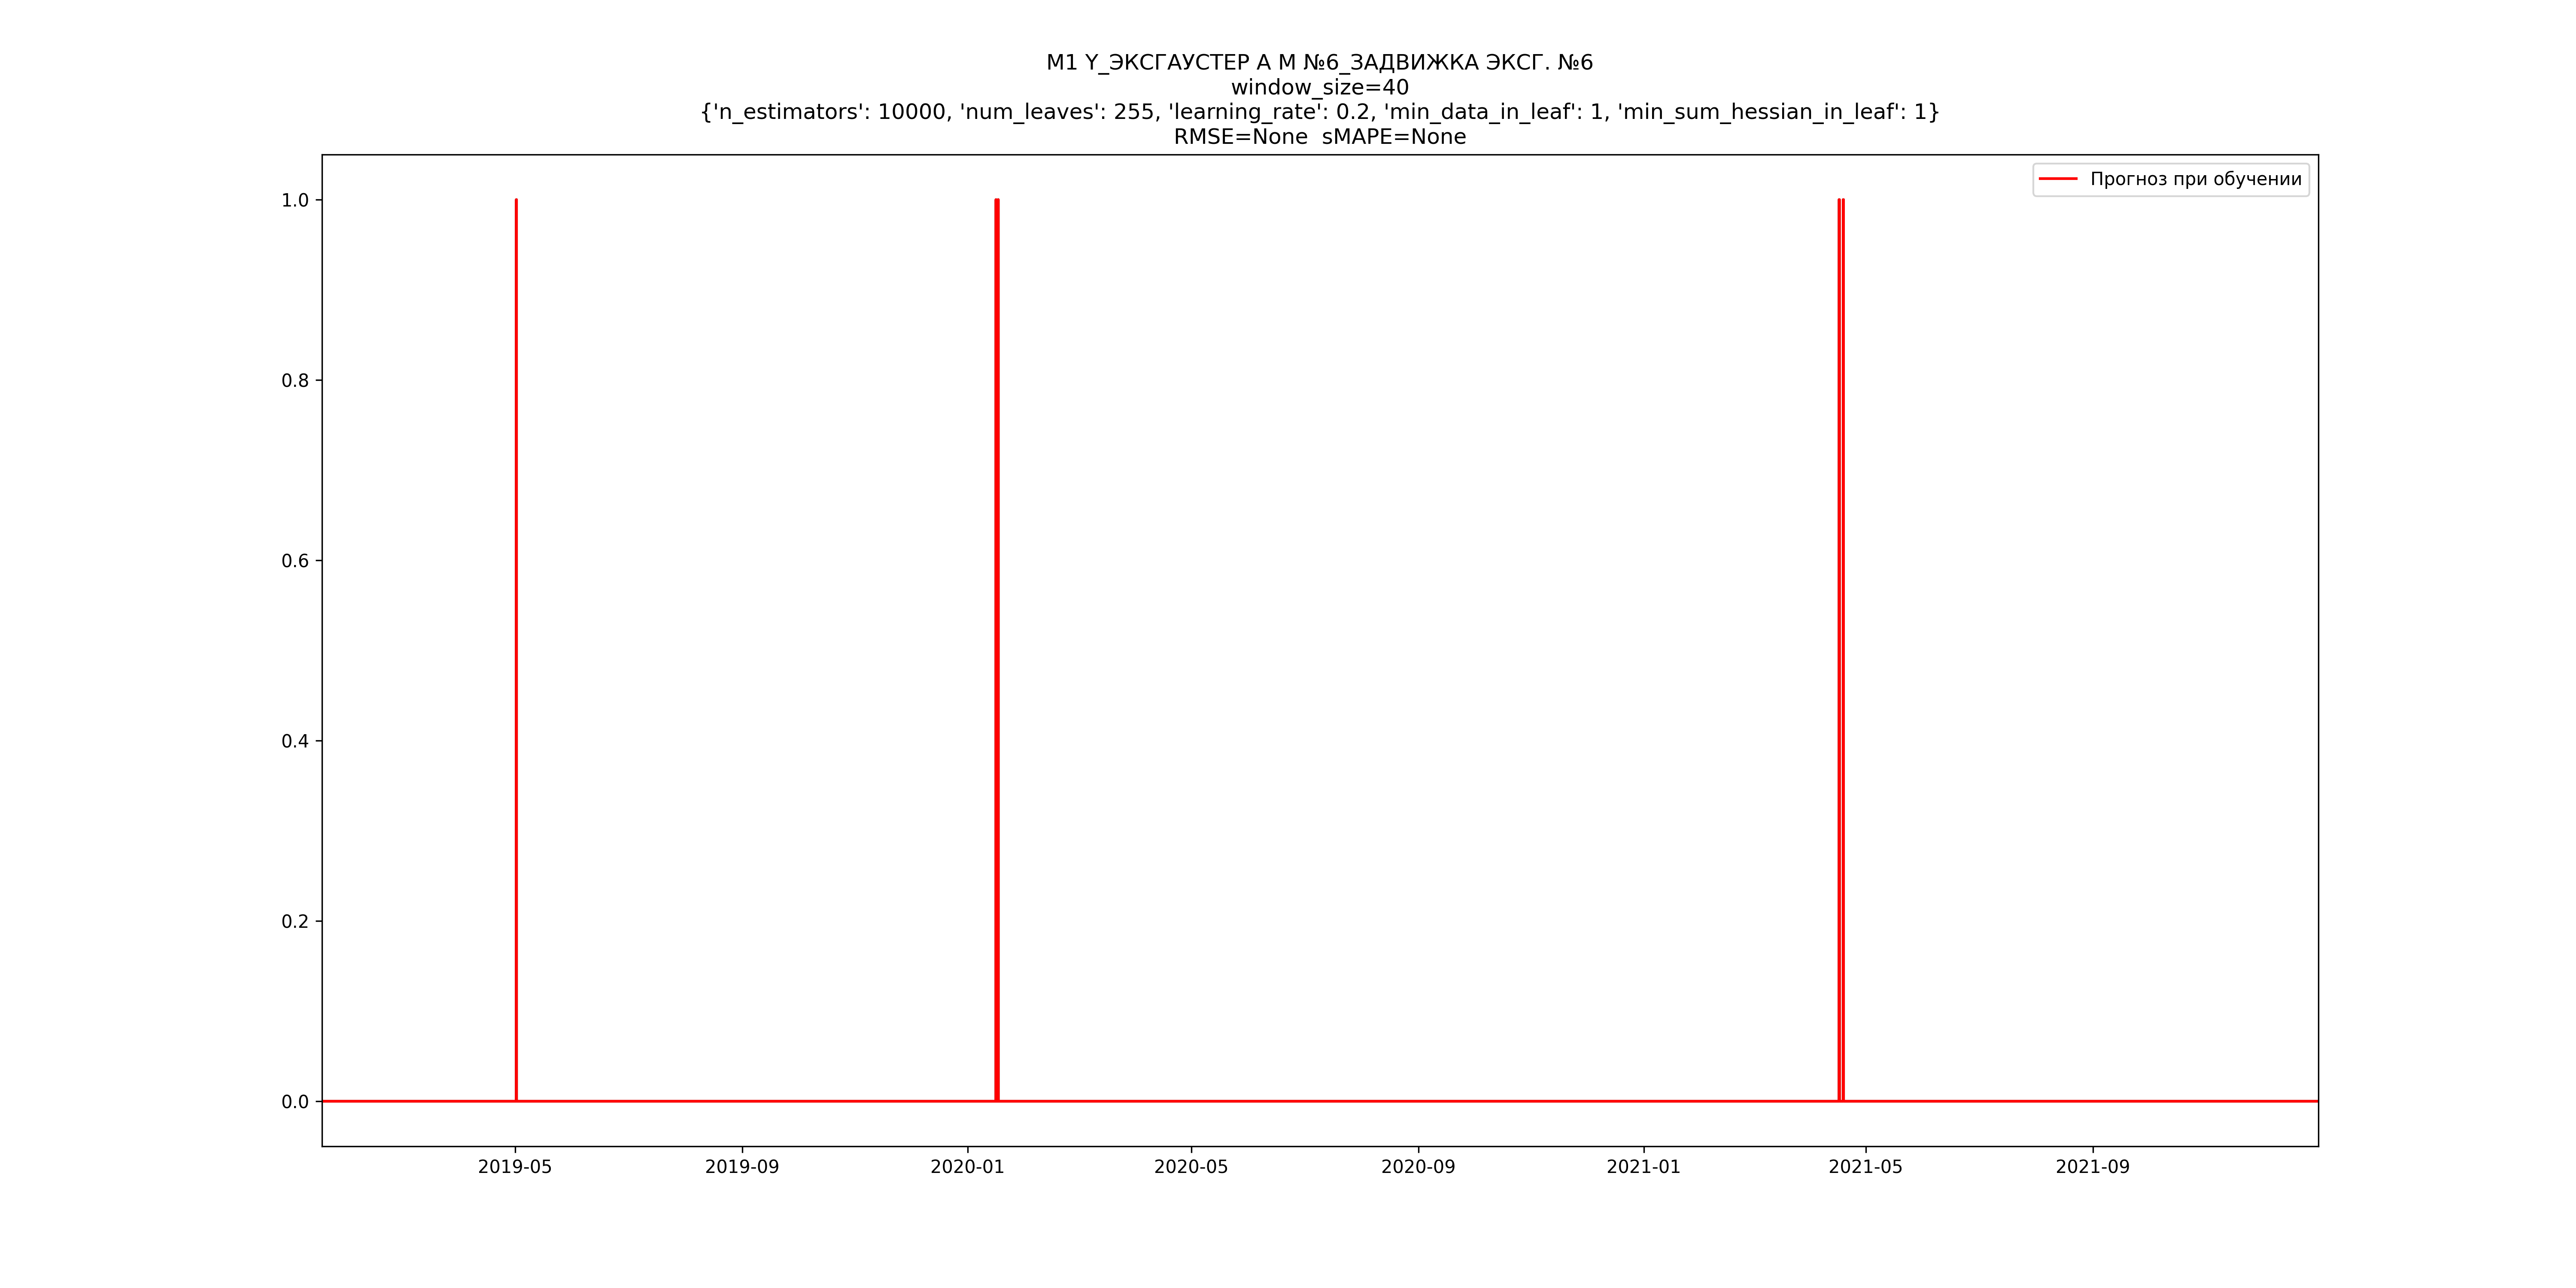 M1 Y_ЭКСГАУСТЕР А М №6_ЗАДВИЖКА ЭКСГ. №6
window_size=40
{'n_estimators': 10000, 'num_leaves': 255, 'learning_rate': 0.2, 'min_data_in_leaf': 1, 'min_sum_hessian_in_leaf': 1}
RMSE=None  sMAPE=None
Прогноз при обучении
1.0
0.8
0.6
0.4
0.2
0.0
2019-05 2019-09 2020-01 2020-05 2020-09 2021-01 2021-05 2021-09